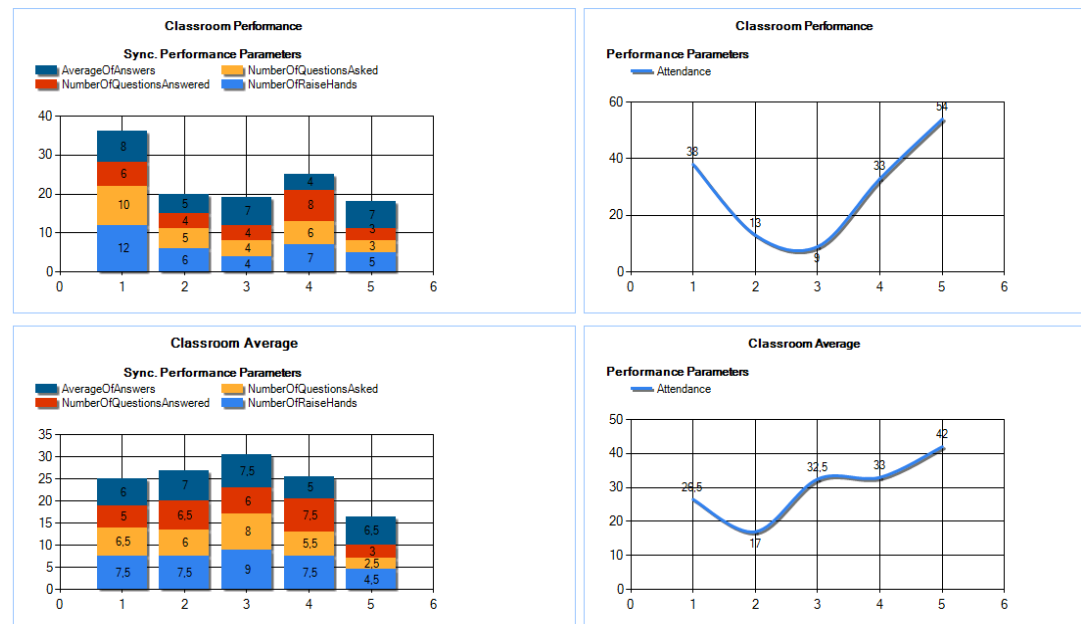 Classroom Performance
Sync. Performance Parameters
AverageOfAnswers NumberOfQuestionsAsked
NumberOfQuestionsAnswered NumberOfRaiseHands
40
30
20
10
0
8 6 10 12
5 4 5 6
7 4 4 4
4 8 6 7
7 3 3 5
0 1 2 3 4 5 6
Classroom Performance
Performance Parameters
Attendance
60
40
20
0
38 13 9 33 54
0 1 2 3 4 5 6
Classroom Average
Sync. Performance Parameters
AverageOfAnswers NumberOfQuestionsAsked
NumberOfQuestionsAnswered NumberOfRaiseHands
35
30
25
20
15
10
5
0
6 5 6,5 7,5
7 6,5 6 7,5
7,5 6 8 9
5 7,5 5,5 7,5
6,5 3 2,5 4,5
0 1 2 3 4 5 6
Classroom Average
Performance Parameters
Attendance
50
40
30
20
10
0
26,5 17 32,5 33 42
0 1 2 3 4 5 6